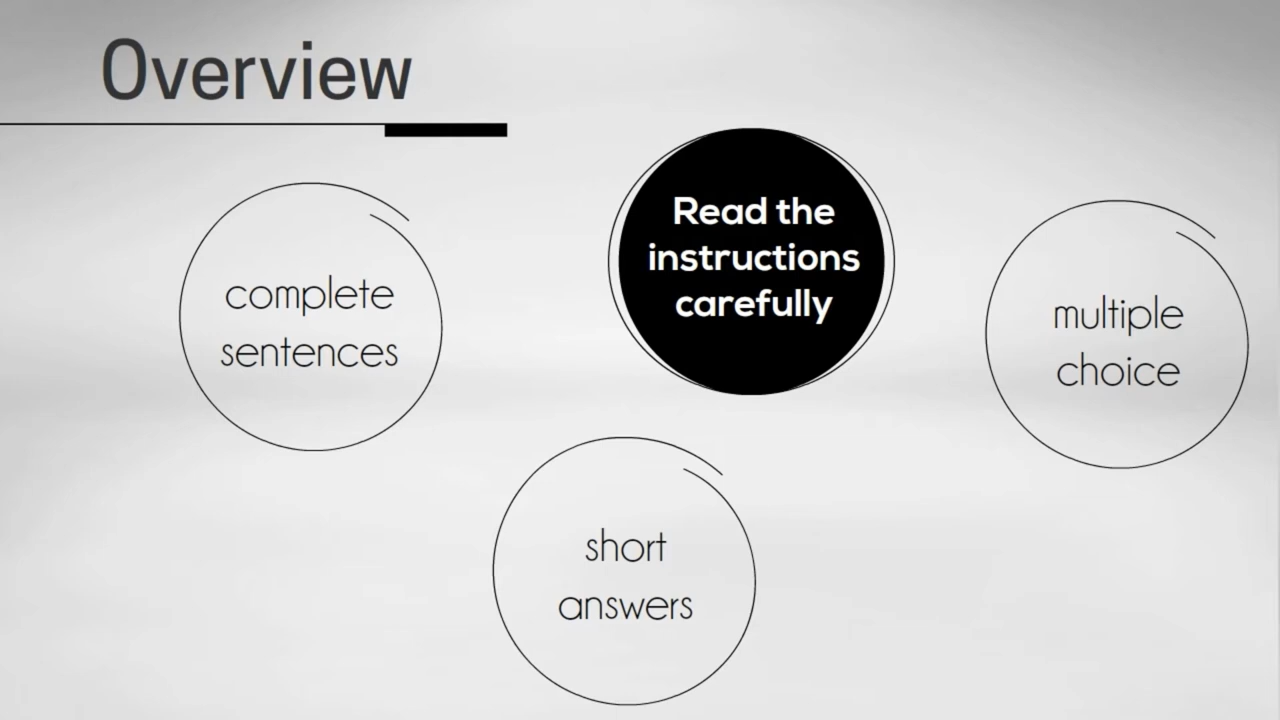 Overview
Read the
instructions
carefully
complete
sentences
multiple
choice
short
answers